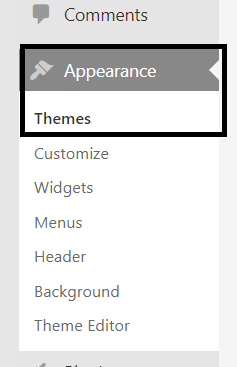 Comments
Appearance
Themes
Customize
Widgets
Menus
Header
Background
Theme Editor